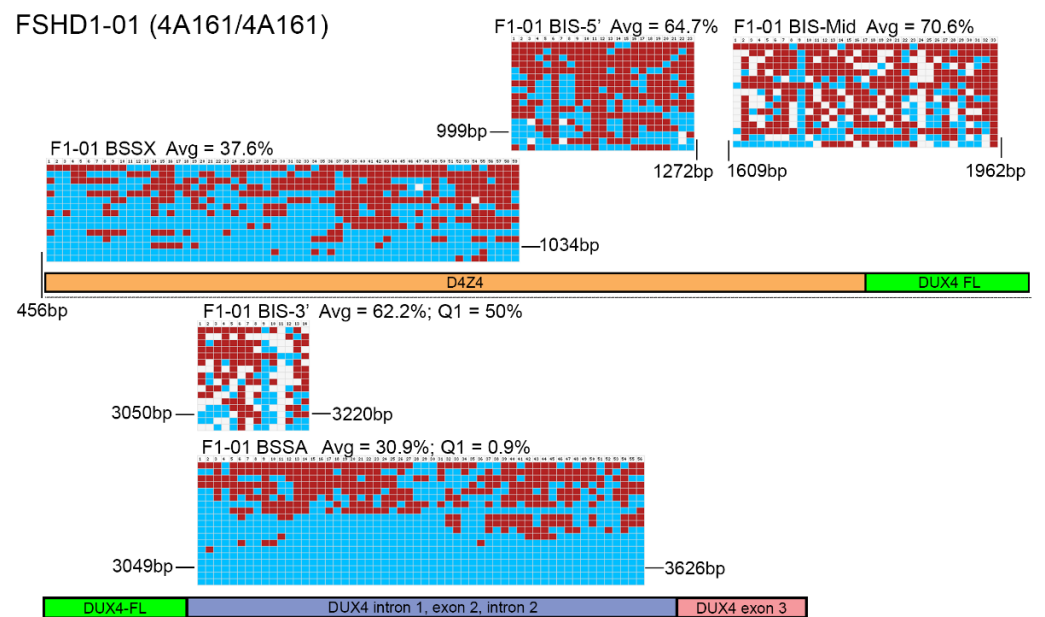 FSHD1-01 (4A161/4A161)
F1-01 BIS-5' Avg = 64.7%
F1-01 BIS-Mid Avg = 70.6%
999bp
1272bp
1609bp
1962bp
F1-01 BSSX Avg = 37.6%
1034bp
D4Z4
DUX4 FL
456bp
F1-01 BIS-3' Avg = 62.2%; Q1 = 50%
3050bp
3220bp
F1-01 BSSA Avg = 30.9%; Q1 = 0.9%
3049bp
3626bp
DUX4-FL
DUX4 intron 1, exon 2, intron 2
DUX4 exon 3